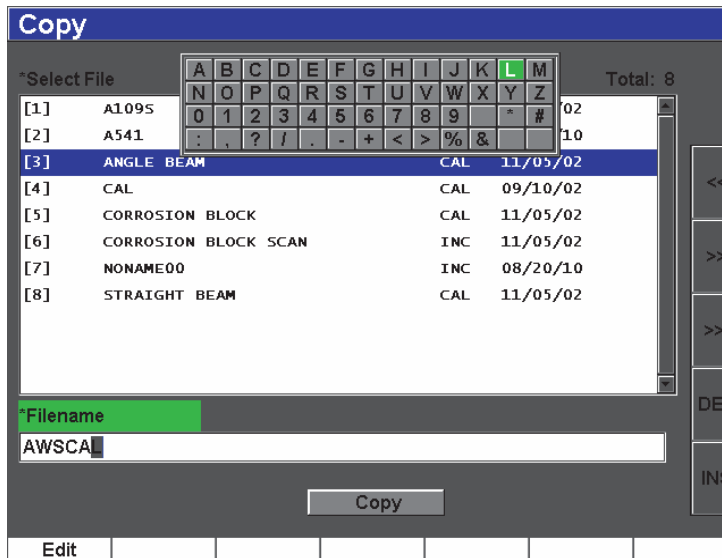 Copy
A B C D E F G H I J K L M
*Select File Total: 8
N O P Q R S T U V W X Y Z
[1] A109S 0 1 2 3 4 5 6 7 8 9 * # /02
[2] A541 : , ? / . - + < > % & /10
[3] ANGLE BEAM CAL 11/05/02
[4] CAL CAL 09/10/02
[5] CORROSION BLOCK CAL 11/05/02
[6] CORROSION BLOCK SCAN INC 11/05/02
[7] NONAME00 INC 08/20/10
[8] STRAIGHT BEAM CAL 11/05/02
<<
>>
>>
DE
INS
*Filename
AWSCAL
Copy
Edit